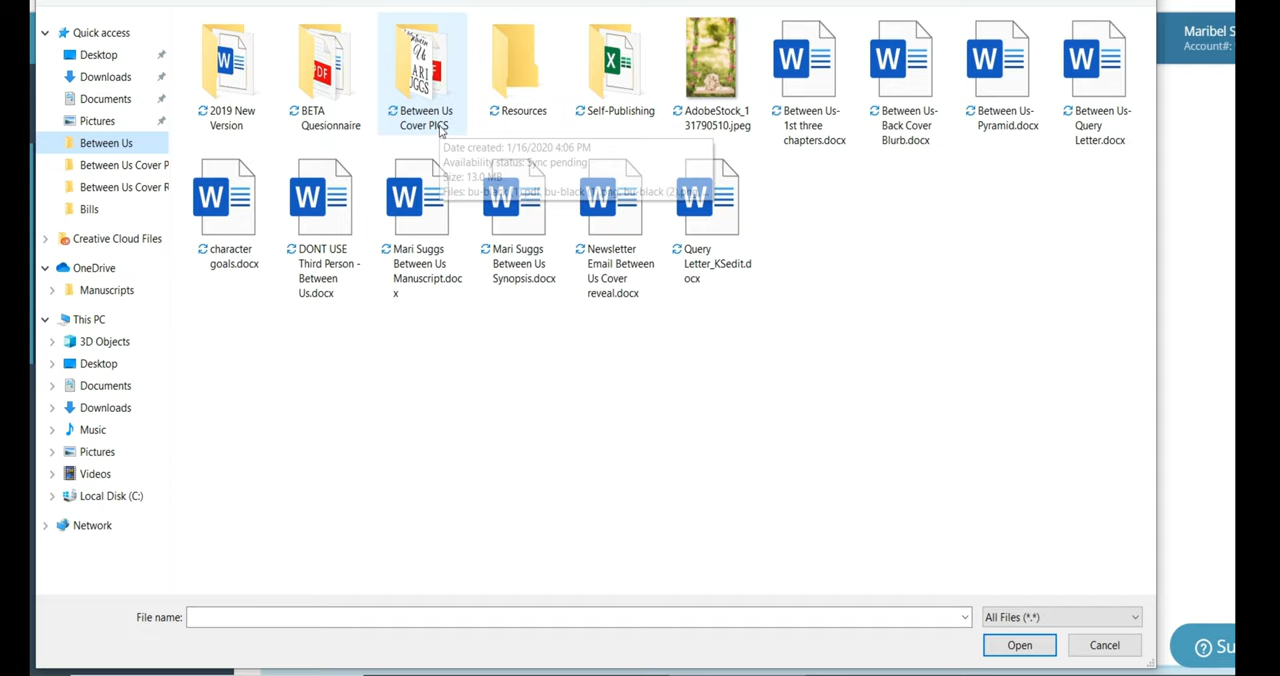 Quick access
Desktop
Downloads
Documents
Pictures
Between Us
Between Us Cover P
Between Us Cover R
Bills
Creative Cloud Files
OneDrive
Manuscripts
This PC
3D Objects
Desktop
Documents
Downloads
Music
Pictures
Videos
Local Disk (C:)
Network
2019 New
Version
PDF
BETA
Quesionnaire
Us
ARI
GGS
Between Us
Cover PICS
Resources
Self-Publishing
AdobeStock_1
31790510.jpeg
Between Us-
1st three
chapters.docx
Between Us-
Back Cover
Blurb.docx
Between Us-
Pyramid.docx
Between Us-
Query
Letter.docx
Date created: 1/16/2020 4:06 PM
Availability status: Sync pending
Size: 13.0 MB
character
goals.docx
DONT USE
Third Person -
Between
Us.docx
Mari Suggs
Between Us
Manuscript.doc
x
Mari Suggs
Between Us
Synopsis.docx
Newsletter
Email Between
Us Cover
reveal.docx
Query
Letter_KSedit.d
ocx
File name:
All Files (*.*)
Open
Cancel
Maribel S
Account#:
Su